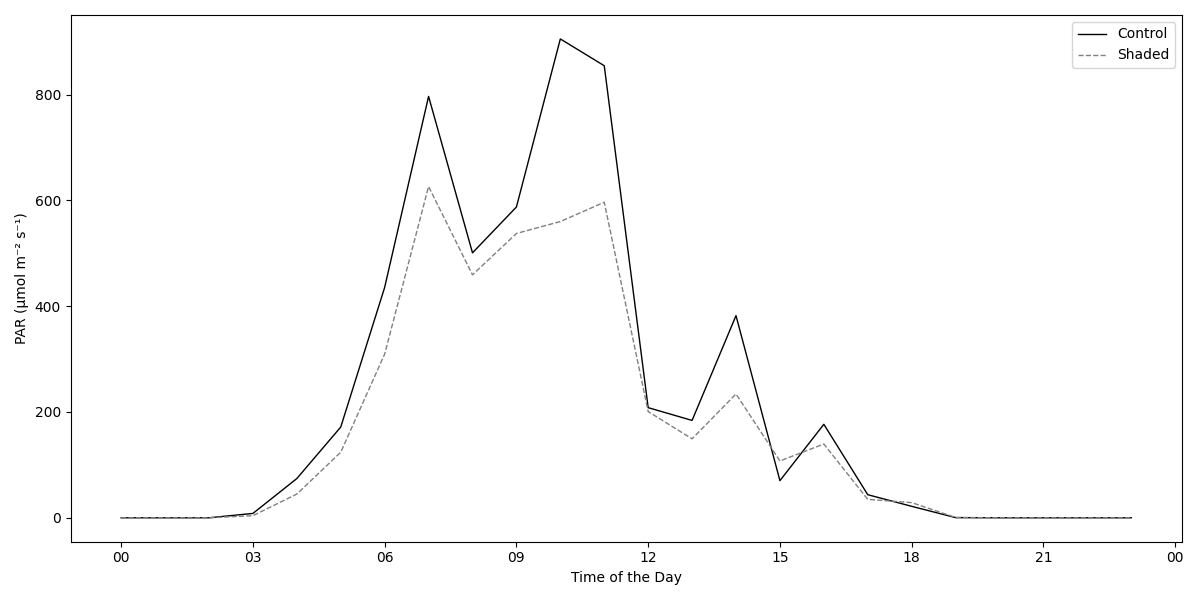 Control
Shaded
800
600
400
200
0
PAR (μmol m⁻² s⁻¹)
00 03 06 09 12 15 18 21 00
Time of the Day